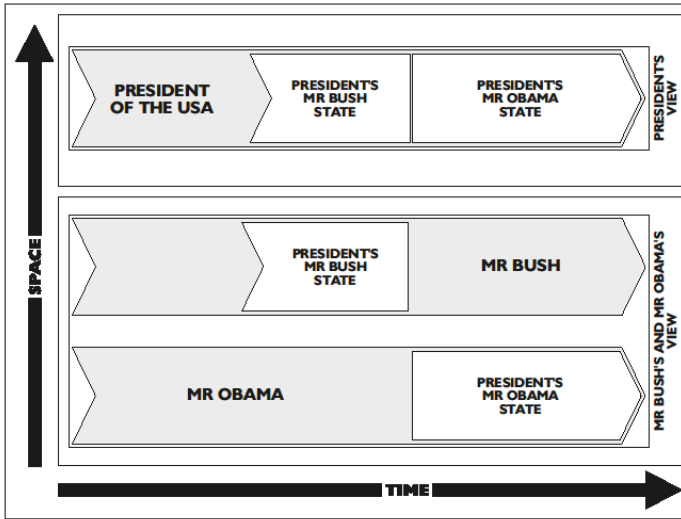 PRESIDENT
OF THE USA
PRESIDENT'S
MR BUSH
STATE
PRESIDENT'S
MR OBAMA
STATE
PRESIDENT'S
VIEW
SPACE
PRESIDENT'S
MR BUSH
STATE
MR BUSH
MR OBAMA
PRESIDENT'S
MR OBAMA
STATE
MR BUSH'S AND MR OBAMA'S
VIEW
TIME